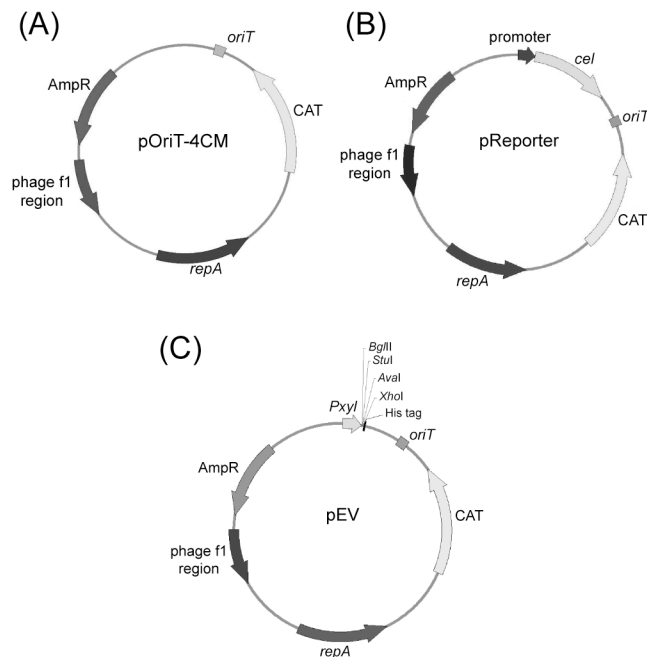 (A)
oriT
AmpR
CAT
pOriT-4CM
phage f1
region
repA
(B)
promoter
cel
AmpR
oriT
pReporter
phage f1
region
CAT
repA
(C)
BglII
StuI
AvaI
XhoI
PxyI
His tag
oriT
AmpR
CAT
pEV
phage f1
region
repA